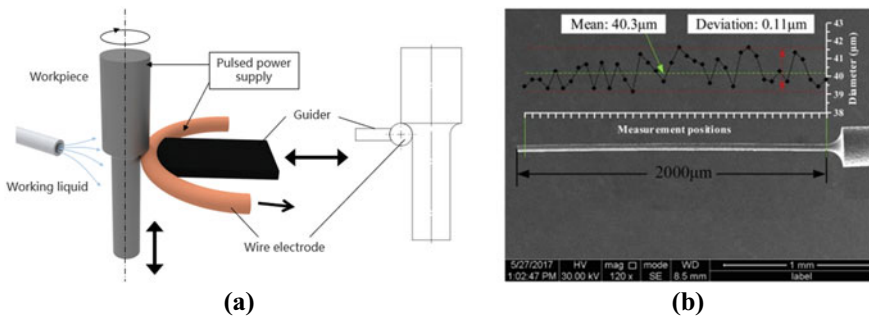 Workpiece
Pulsed power
supply
Guider
Working liquid
Wire electrode
(a)
Mean: 40.3μm
Deviation: 0.11μm
43
42
41
40
39
38
Diameter (μm)
Measurement positions
2000μm
5/27/2017
1:02:47 PM
HV
30.00 kV
mag
120 x
mode
SE
WD
8.5 mm
1 mm
label
(b)